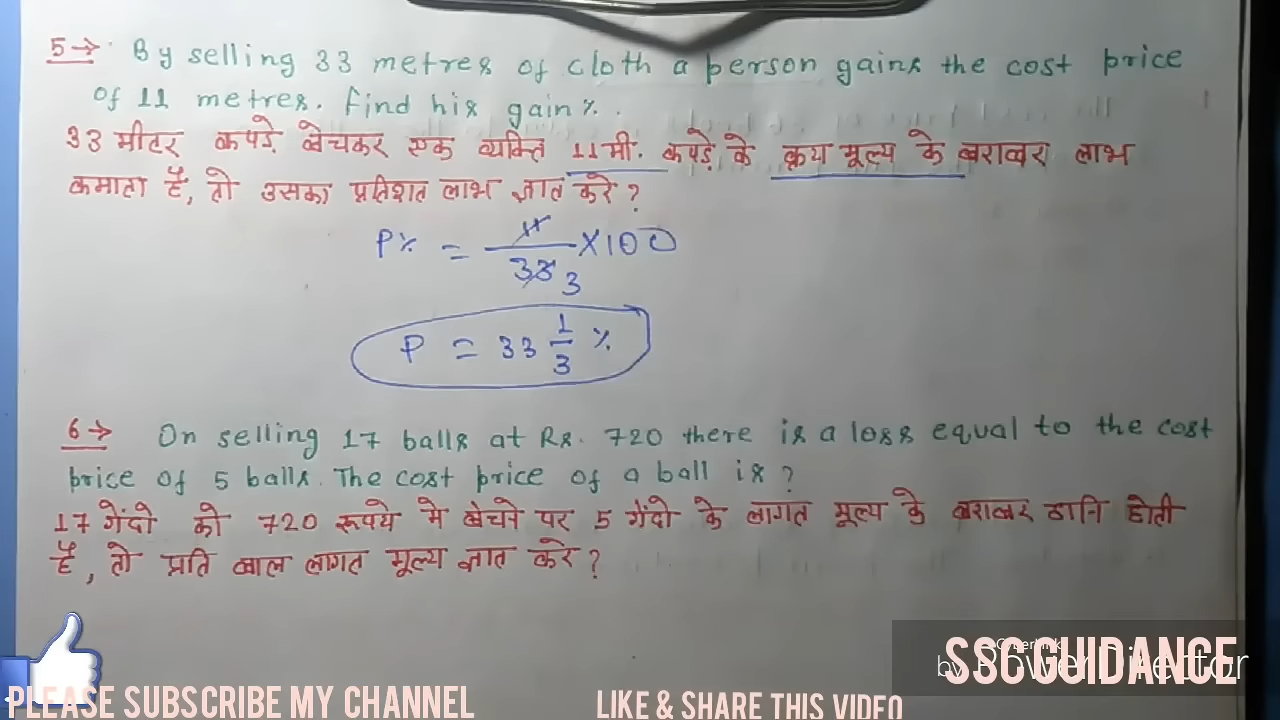 5→ By selling 33 metres of cloth a person gains the cost price
of 11 metres. find his gain%.
33 मीटर कपड़े बेचकर एक व्यक्ति 11 मी. कपड़े के क्रय मूल्य के बराबर लाभ
कमाता है, तो उसका प्रतिशत लाभ ज्ञात करे?
P% = 11/33 3 ×100
P = 33 1/3 %
6→ On selling 17 balls at Rs. 720 there is a loss equal to the cost
price of 5 balls. The cost price of a ball is?
17 गेंदो को 720 रूपये मे बेचने पर 5 गेंदो के लागत मूल्य के बराबर हानि होती
है, तो प्रति बाल लागत मूल्य ज्ञात करे?
SSC GUIDANCE
by PowerDirector
PLEASE SUBSCRIBE MY CHANNEL
LIKE & SHARE THIS VIDEO